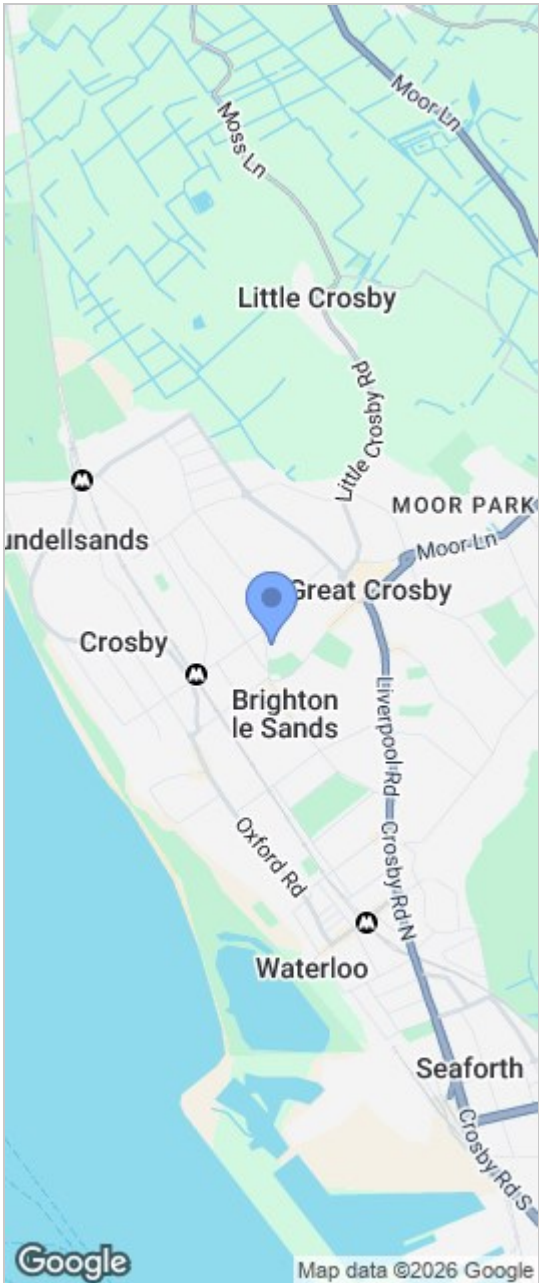 Moor Ln
Moss Ln
Little Crosby
Little Crosby Rd
MOOR PARK
Moor Ln
undellsands
Great Crosby
Crosby
Brighton
le Sands
Liverpool Rd
Oxford Rd
Crosby Rd N
Waterloo
Seaforth
Crosby Rd S
Google
Map data ©2026 Google